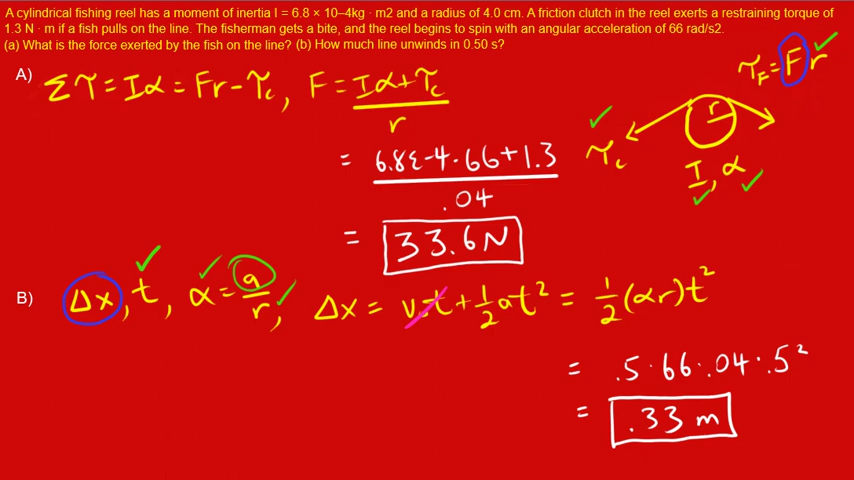 A cylindrical fishing reel has a moment of inertia I = 6.8 × 10–4kg · m2 and a radius of 4.0 cm. A friction clutch in the reel exerts a restraining torque of
1.3 N · m if a fish pulls on the line. The fisherman gets a bite, and the reel begins to spin with an angular acceleration of 66 rad/s2.
(a) What is the force exerted by the fish on the line? (b) How much line unwinds in 0.50 s?
A) Στ = Iα = Fr - τc, F = (Iα + τc)/r
= (6.8E-4·66+1.3)/.04
= 33.6 N
τF = Fr
r
τc
I, α
B) Δx, t, α = a/r, Δx = v₀t + 1/2at² = 1/2(αr)t²
= .5·66·.04·.5²
= .33 m